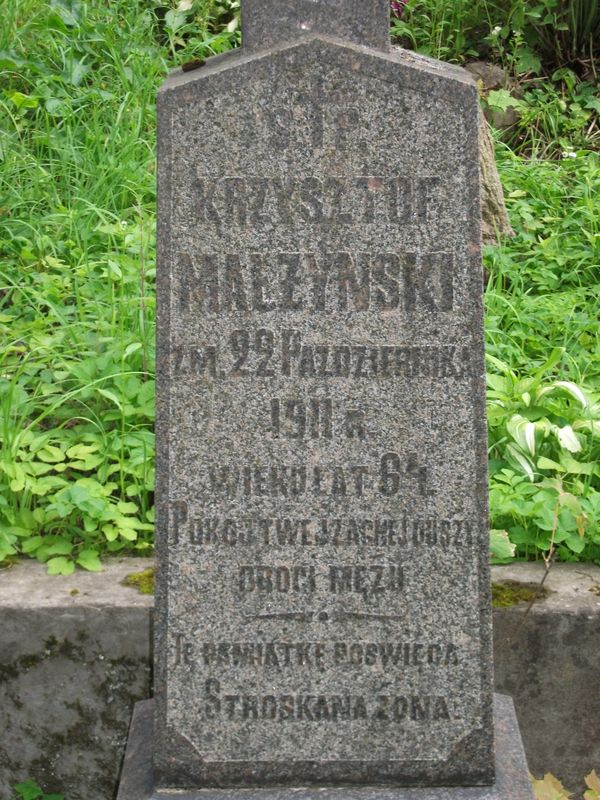 Ś.†P.
KRZYSZTOF
MAŁŻYŃSKI
ZM. 22 PAŹDZIERNIKA
1911 R.
WIEKU LAT 64.
POKÓJ TWEJ ZACNEJ DUSZY
DROGI MĘŻU
TĘ PAMIĄTKĘ POŚWIĘCA
STROSKANA ŻONA.